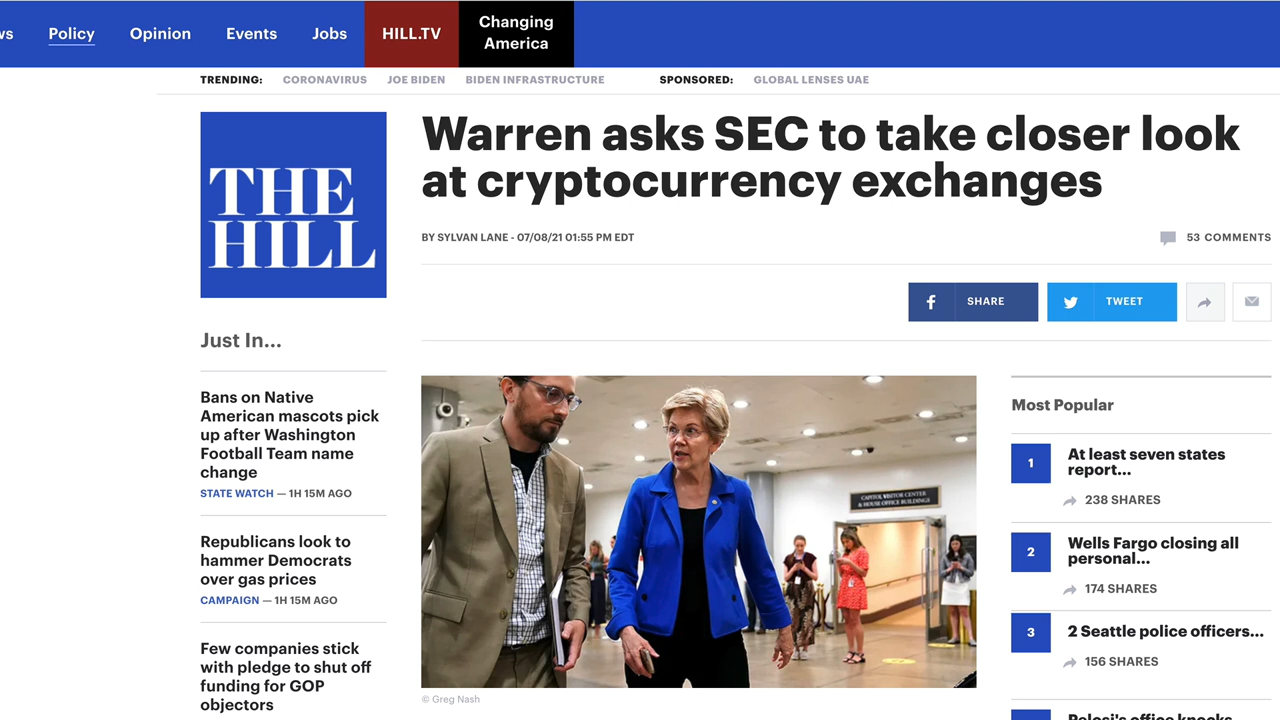 ws
Policy
Opinion
Events
Jobs
HILL.TV
Changing
America
TRENDING: CORONAVIRUS JOE BIDEN BIDEN INFRASTRUCTURE SPONSORED: GLOBAL LENSES UAE
THE
HILL
Warren asks SEC to take closer look
at cryptocurrency exchanges
BY SYLVAN LANE - 07/08/21 01:55 PM EDT
53 COMMENTS
SHARE
TWEET
Just In...
Bans on Native
American mascots pick
up after Washington
Football Team name
change
STATE WATCH — 1H 15M AGO
Republicans look to
hammer Democrats
over gas prices
CAMPAIGN — 1H 15M AGO
Few companies stick
with pledge to shut off
funding for GOP
objectors
CAPITOL VISITOR CENTER
& HOUSE OFFICE BUILDINGS
© Greg Nash
Most Popular
1
At least seven states
report...
238 SHARES
2
Wells Fargo closing all
personal...
174 SHARES
3
2 Seattle police officers...
156 SHARES
Pelosi's office knocks